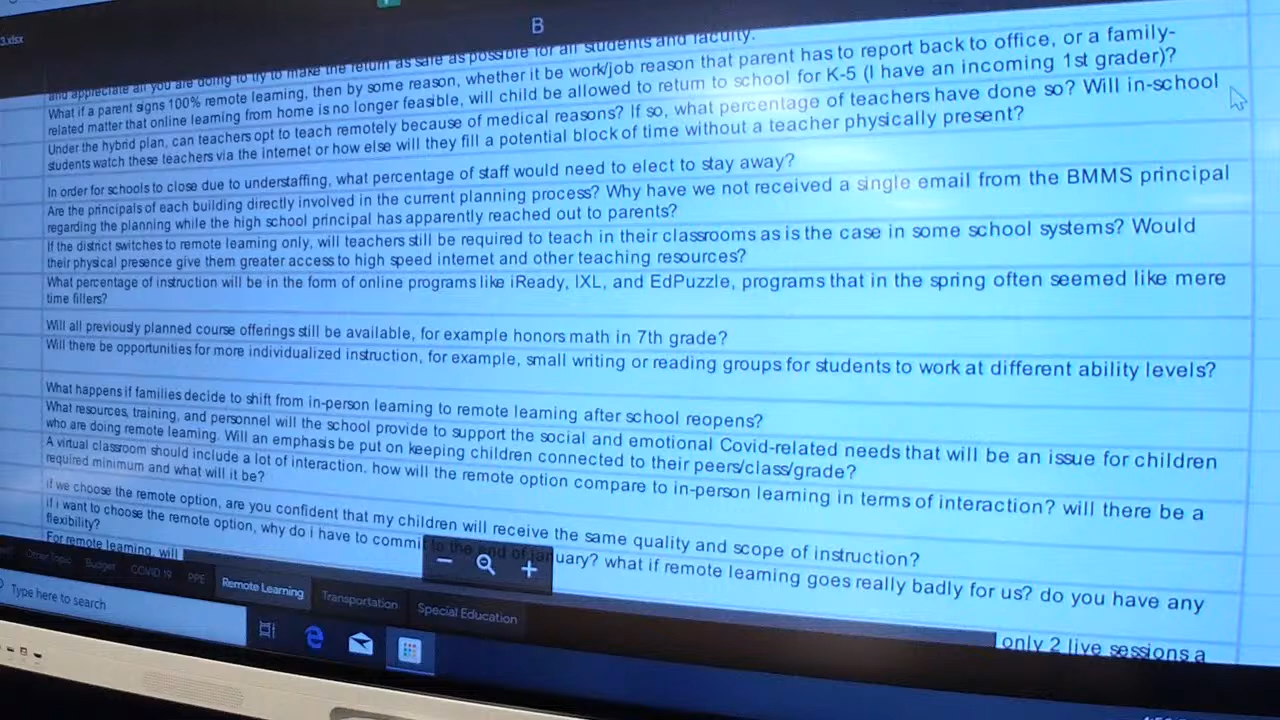 3.xlsx
B
and appreciate all you are doing to try to make the return as safe as possible for all students and faculty.
What if a parent signs 100% remote learning, then by some reason, whether it be work/job reason that parent has to report back to office, or a family-
related matter that online learning from home is no longer feasible, will child be allowed to return to school for K-5 (I have an incoming 1st grader)?
Under the hybrid plan, can teachers opt to teach remotely because of medical reasons? If so, what percentage of teachers have done so? Will in-school
students watch these teachers via the internet or how else will they fill a potential block of time without a teacher physically present?
In order for schools to close due to understaffing, what percentage of staff would need to elect to stay away?
Are the principals of each building directly involved in the current planning process? Why have we not received a single email from the BMMS principal
regarding the planning while the high school principal has apparently reached out to parents?
If the district switches to remote learning only, will teachers still be required to teach in their classrooms as is the case in some school systems? Would
their physical presence give them greater access to high speed internet and other teaching resources?
What percentage of instruction will be in the form of online programs like iReady, IXL, and EdPuzzle, programs that in the spring often seemed like mere
time fillers?
Will all previously planned course offerings still be available, for example honors math in 7th grade?
Will there be opportunities for more individualized instruction, for example, small writing or reading groups for students to work at different ability levels?
What happens if families decide to shift from in-person learning to remote learning after school reopens?
What resources, training, and personnel will the school provide to support the social and emotional Covid-related needs that will be an issue for children
who are doing remote learning. Will an emphasis be put on keeping children connected to their peers/class/grade?
A virtual classroom should include a lot of interaction. how will the remote option compare to in-person learning in terms of interaction? will there be a
required minimum and what will it be?
if we choose the remote option, are you confident that my children will receive the same quality and scope of instruction?
if i want to choose the remote option, why do i have to commit to the end of january? what if remote learning goes really badly for us? do you have any
flexibility?
For remote learning, will only 2 live sessions a
Other Topic Budget COVID 19 PPE Remote Learning Transportation Special Education
Type here to search